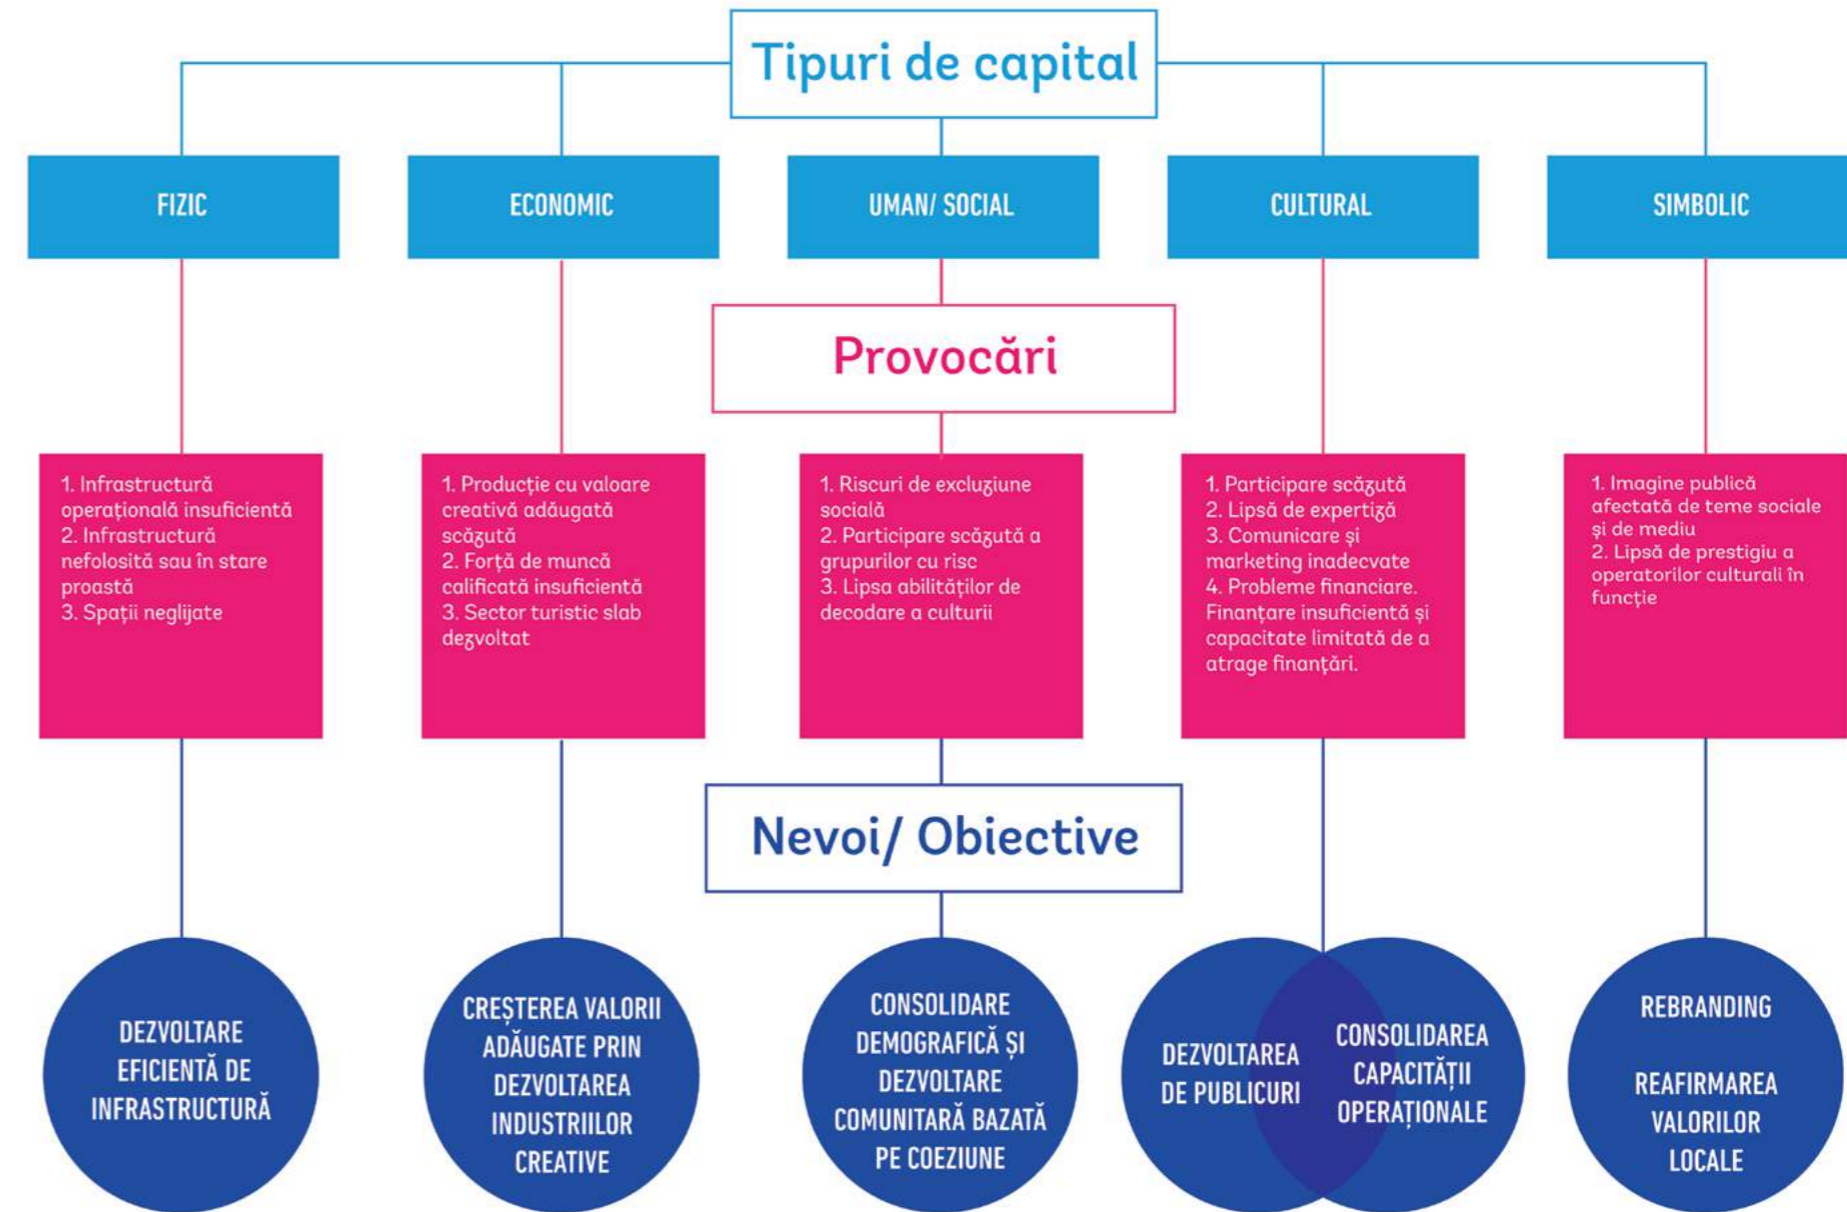 Tipuri de capital
FIZIC
ECONOMIC
UMAN/ SOCIAL
CULTURAL
SIMBOLIC
Provocări
1. Infrastructură
operațională insuficientă
2. Infrastructură
nefolosită sau în stare
proastă
3. Spații neglijate
1. Producție cu valoare
creativă adăugată
scăzută
2. Forță de muncă
calificată insuficientă
3. Sector turistic slab
dezvoltat
1. Riscuri de excluziune
socială
2. Participare scăzută a
grupurilor cu risc
3. Lipsa abilităților de
decodare a culturii
1. Participare scăzută
2. Lipsă de expertiză
3. Comunicare și
marketing inadecvate
4. Probleme financiare.
Finanțare insuficientă și
capacitate limitată de a
atrage finanțări.
1. Imagine publică
afectată de teme sociale
și de mediu
2. Lipsă de prestigiu a
operatorilor culturali în
funcție
Nevoi/ Obiective
DEZVOLTARE
EFICIENTĂ DE
INFRASTRUCTURĂ
CREȘTEREA VALORII
ADĂUGATE PRIN
DEZVOLTAREA
INDUSTRIILOR
CREATIVE
CONSOLIDARE
DEMOGRAFICĂ ȘI
DEZVOLTARE
COMUNITARĂ BAZATĂ
PE COEZIUNE
DEZVOLTAREA
DE PUBLICURI
CONSOLIDAREA
CAPACITĂȚII
OPERAȚIONALE
REBRANDING
REAFIRMAREA
VALORILOR
LOCALE